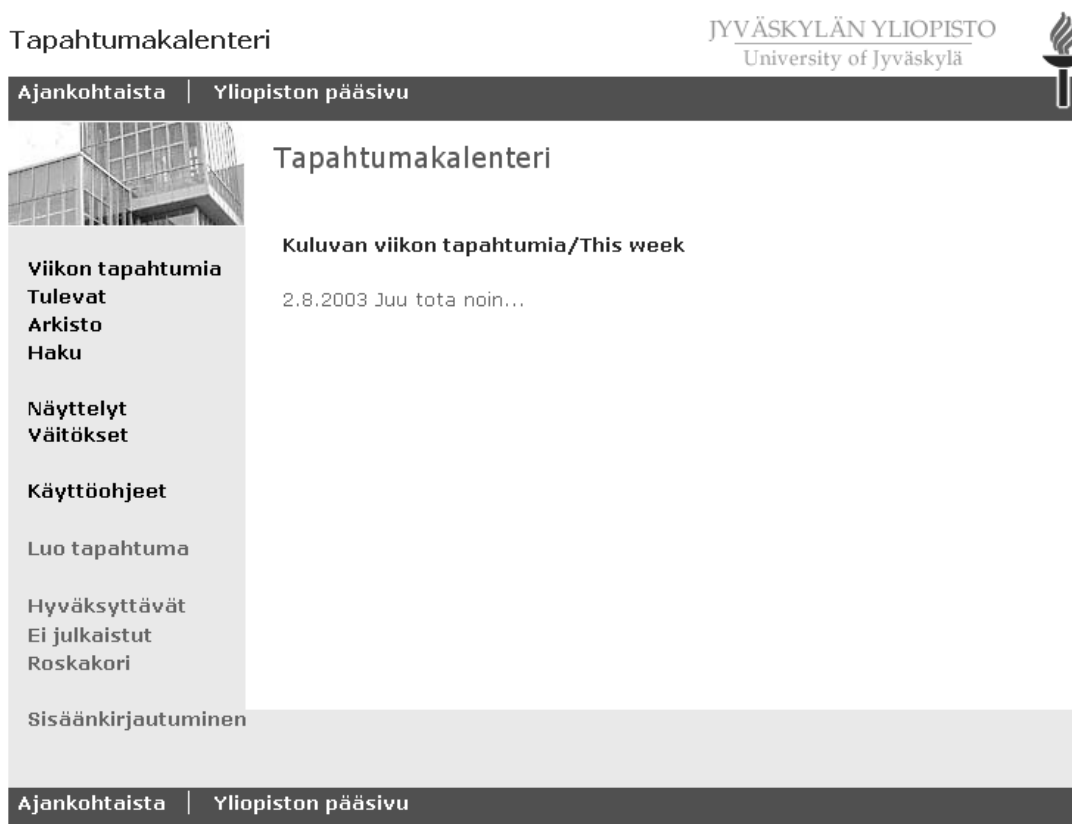 Tapahtumakalenteri
JYVÄSKYLÄN YLIOPISTO
University of Jyväskylä
Ajankohtaista | Yliopiston pääsivu
Tapahtumakalenteri
Kuluvan viikon tapahtumia/This week
2.8.2003 Juu tota noin...
Viikon tapahtumia
Tulevat
Arkisto
Haku
Näyttelyt
Väitökset
Käyttöohjeet
Luo tapahtuma
Hyväksyttävät
Ei julkaistut
Roskakori
Sisäänkirjautuminen
Ajankohtaista | Yliopiston pääsivu